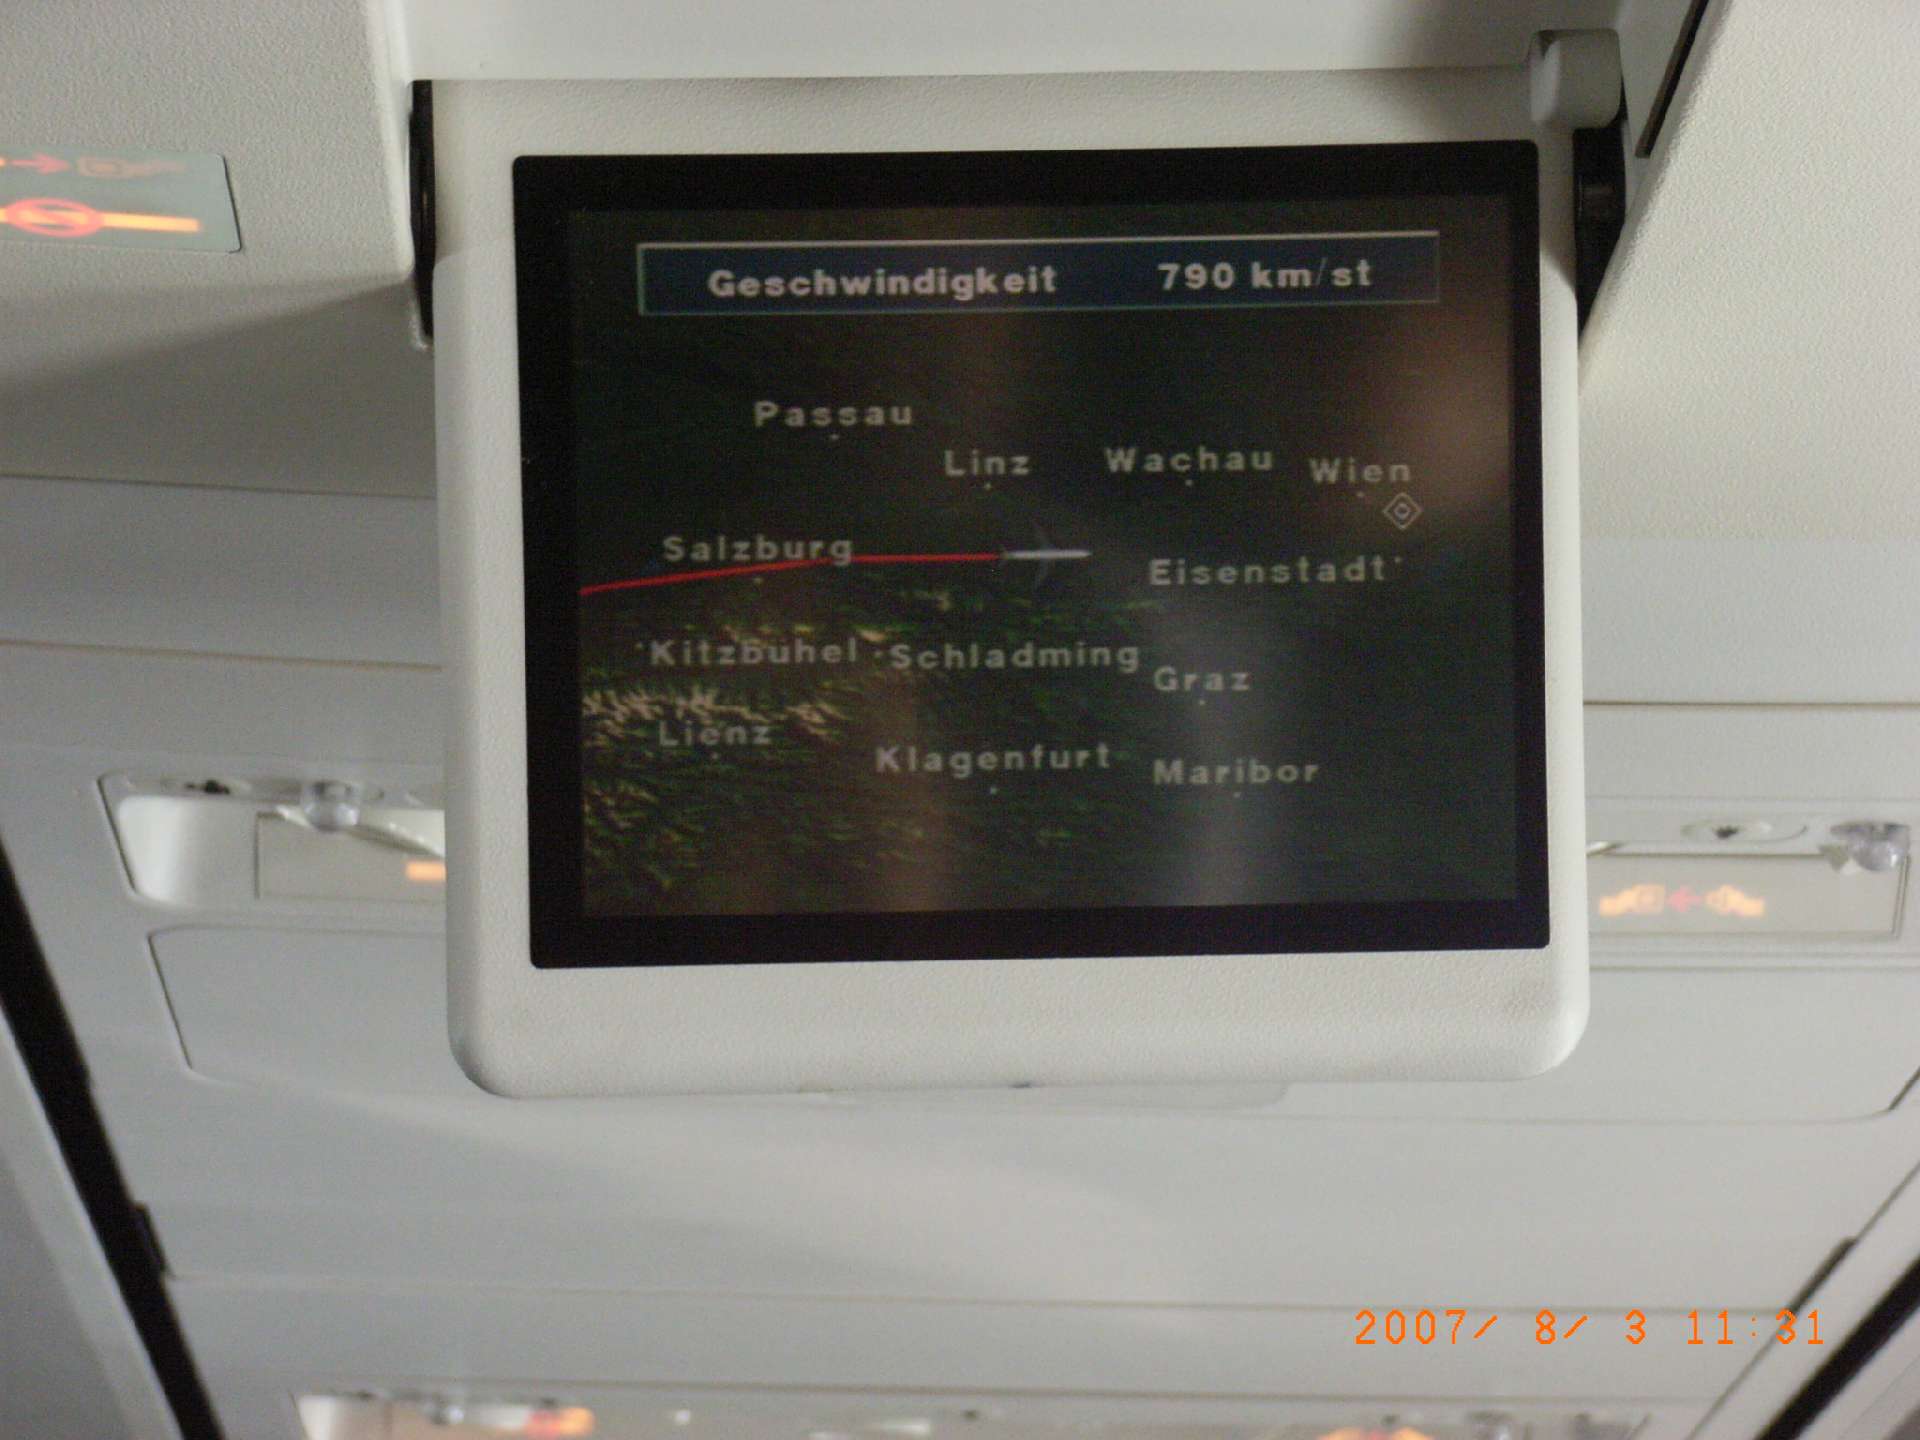 Geschwindigkeit 790 km/st
Passau
Linz
Wachau
Wien
Salzburg
Eisenstadt
Kitzbuhel
Schladming
Graz
Lienz
Klagenfurt
Maribor
2007/ 8/ 3 11:31